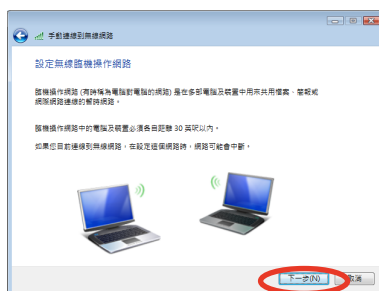 手動連線到無線網路
設定無線臨機操作網路
臨機操作網路 (有時稱為電腦對電腦的網路) 是在多部電腦及裝置中用來共用檔案、簡報或
網際網路連線的暫時網路。
臨機操作網路中的電腦及裝置必須各自距離 30 英呎以內。
如果您目前連線到無線網路，在設定這個網路時，網路可能會中斷。
下一步(N)
取消